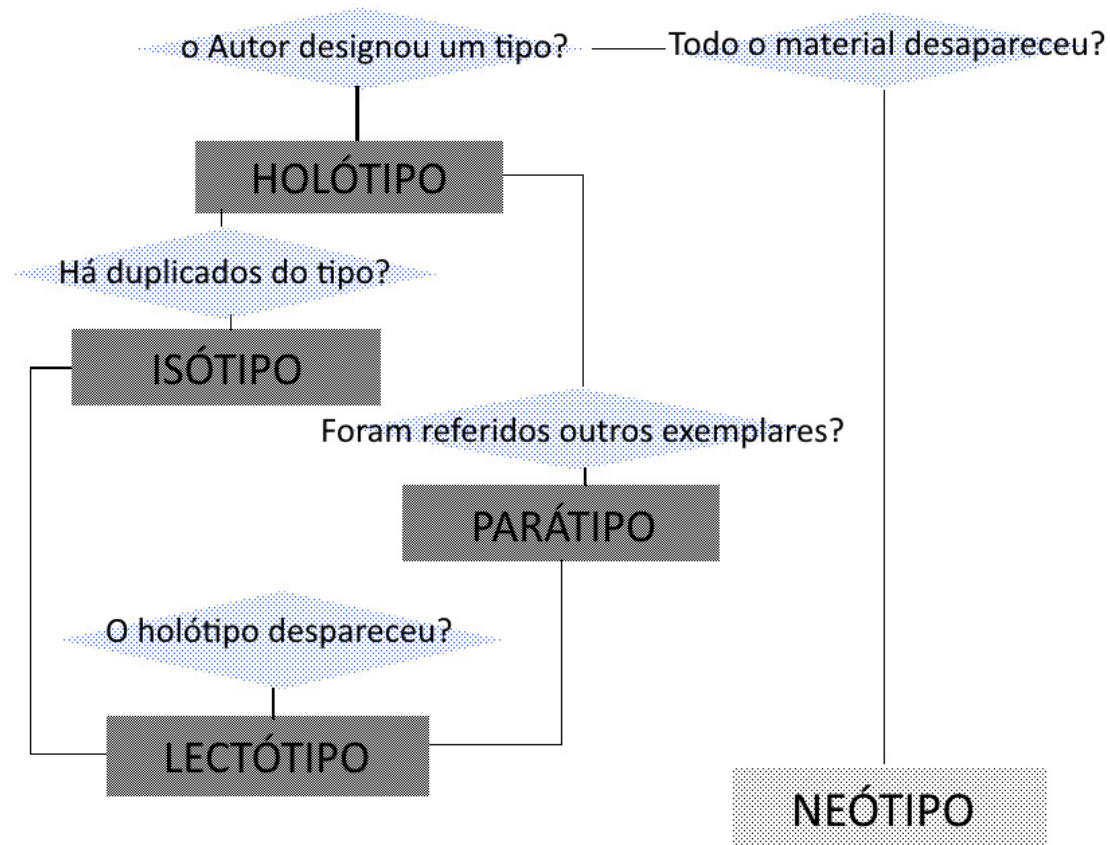 o Autor designou um tipo?
Todo o material desapareceu?
HOLÓTIPO
Há duplicados do tipo?
ISÓTIPO
Foram referidos outros exemplares?
PARÁTIPO
O holótipo despareceu?
LECTÓTIPO
NEÓTIPO